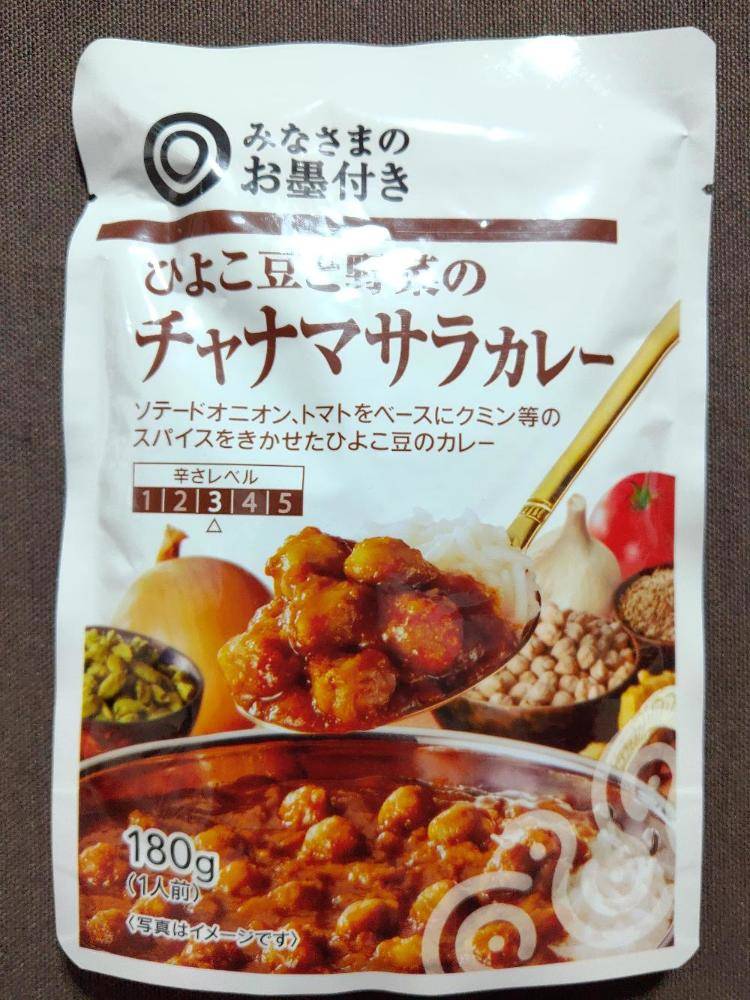 みなさまの
お墨付き
ひよこ豆と野菜の
チャナマサラカレー
ソテードオニオン、トマトをベースにクミン等の
スパイスをきかせたひよこ豆のカレー
辛さレベル
1 2 3 4 5
180g
(1人前)
〈写真はイメージです〉